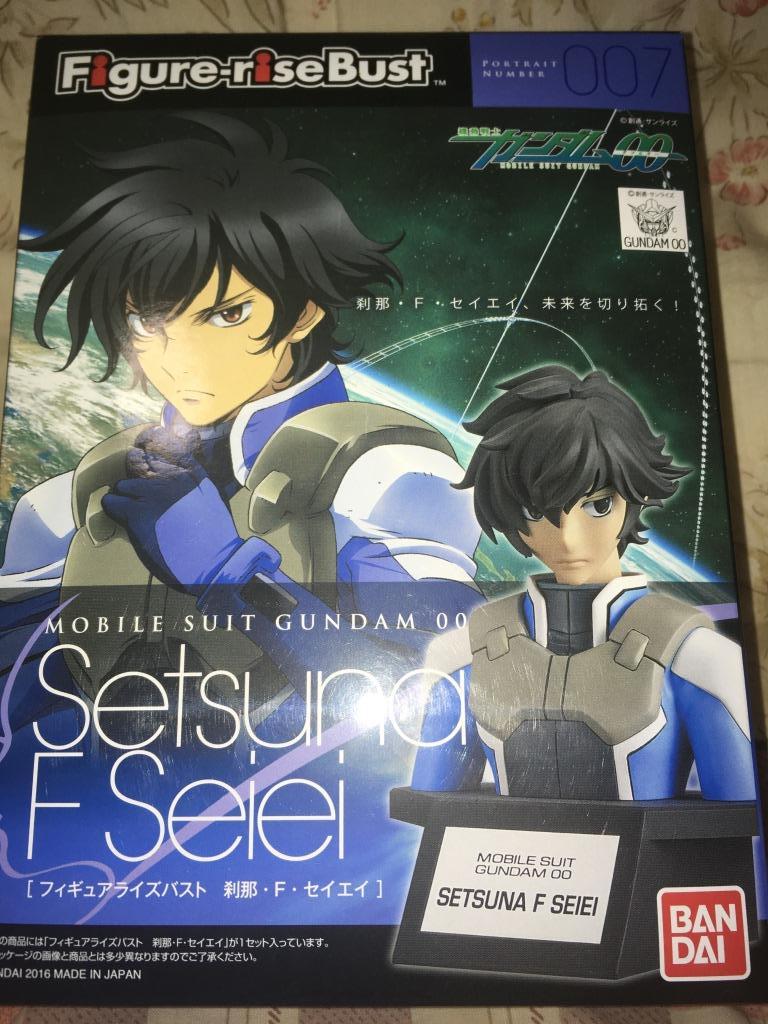 Figure-riseBust™
PORTRAIT NUMBER 007
©創通・サンライズ
機動戦士
ガンダム00
MOBILE SUIT GUNDAM
©創通・サンライズ
GUNDAM 00
刹那・F・セイエイ、未来を切り拓く！
MOBILE SUIT GUNDAM 00
Setsuna
F Seiei
[ フィギュアライズバスト 刹那・F・セイエイ ]
MOBILE SUIT
GUNDAM 00
SETSUNA F SEIEI
BAN
DAI
の商品には「フィギュアライズバスト 刹那・F・セイエイ」が1セット入っています。
ッケージの画像と商品とは多少異なりますのでご了承ください。
NDAI 2016 MADE IN JAPAN